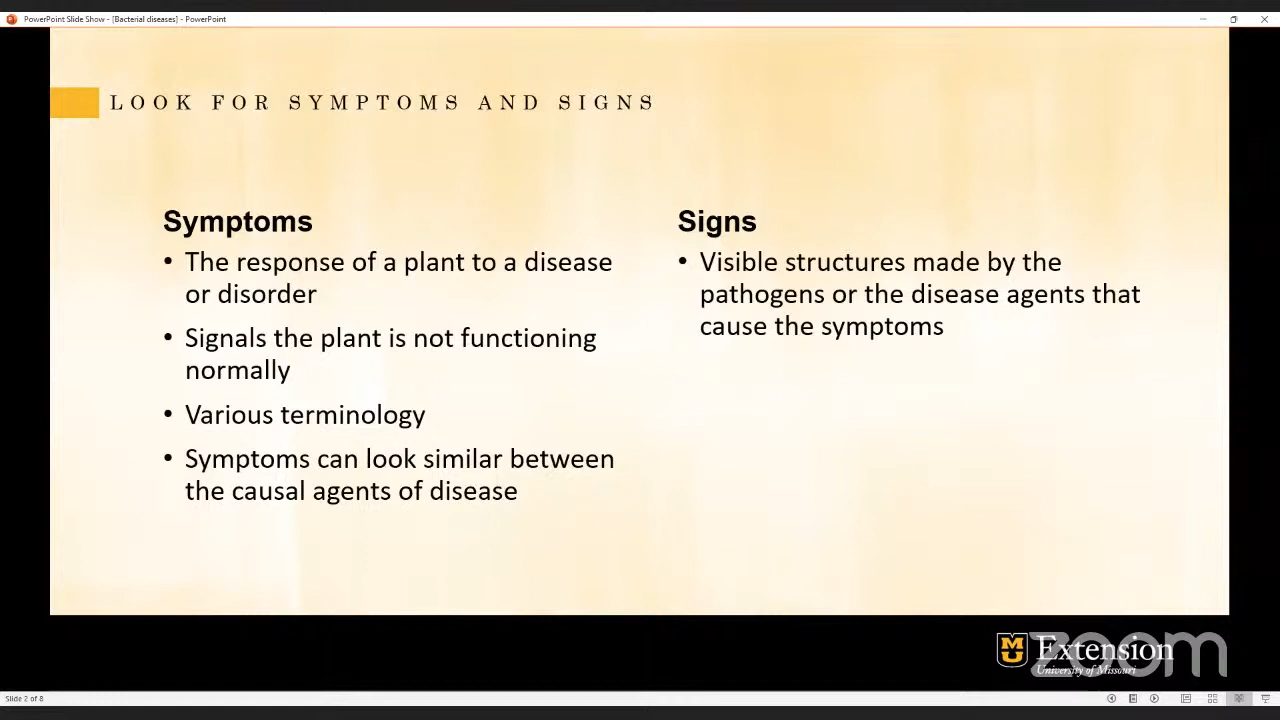 PowerPoint Slide Show - [Bacterial diseases] - PowerPoint
LOOK FOR SYMPTOMS AND SIGNS
Symptoms
• The response of a plant to a disease
or disorder
• Signals the plant is not functioning
normally
• Various terminology
• Symptoms can look similar between
the causal agents of disease
Signs
• Visible structures made by the
pathogens or the disease agents that
cause the symptoms
MU Extension
University of Missouri
zoom
Slide 2 of 8